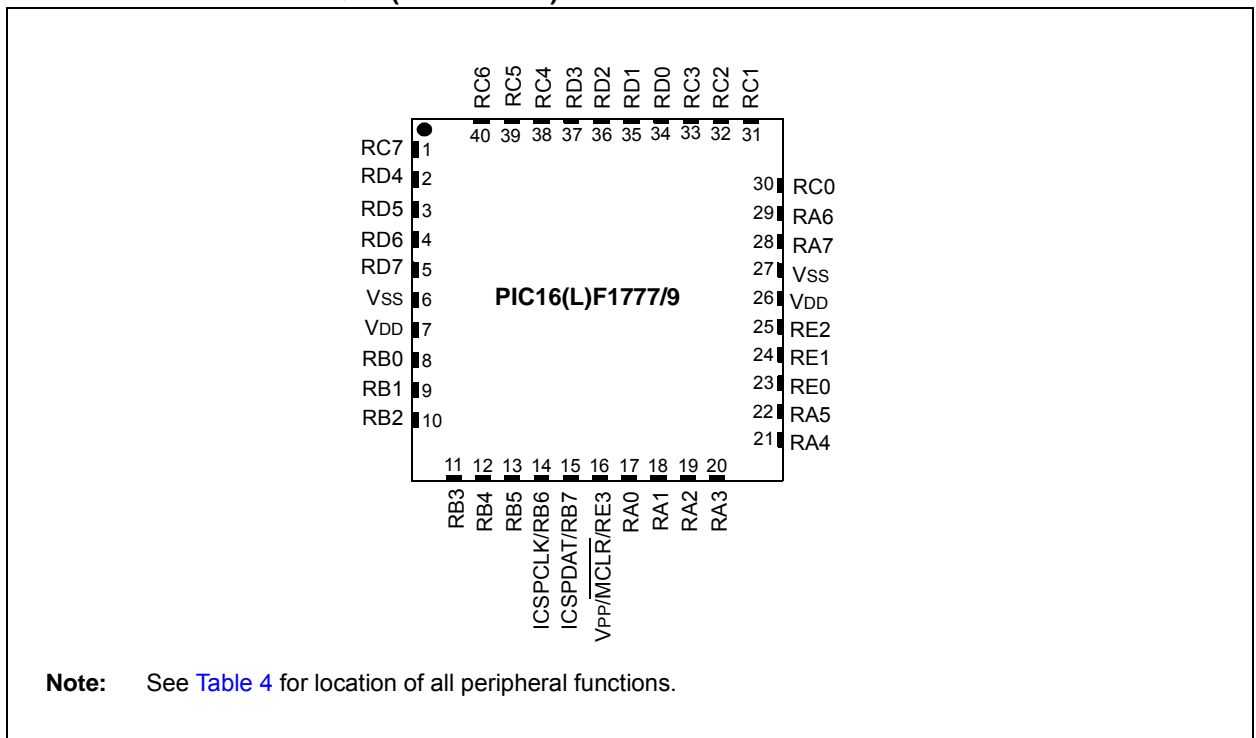 RC6 RC5 RC4 RD3 RD2 RD1 RD0 RC3 RC2 RC1
40 39 38 37 36 35 34 33 32 31
RC7 1
RD4 2
RD5 3
RD6 4
RD7 5
VSS 6
VDD 7
RB0 8
RB1 9
RB2 10
PIC16(L)F1777/9
30 RC0
29 RA6
28 RA7
27 VSS
26 VDD
25 RE2
24 RE1
23 RE0
22 RA5
21 RA4
11 12 13 14 15 16 17 18 19 20
RB3 RB4 RB5 ICSPCLK/RB6 ICSPDAT/RB7 VPP/MCLR/RE3 RA0 RA1 RA2 RA3
Note: See Table 4 for location of all peripheral functions.